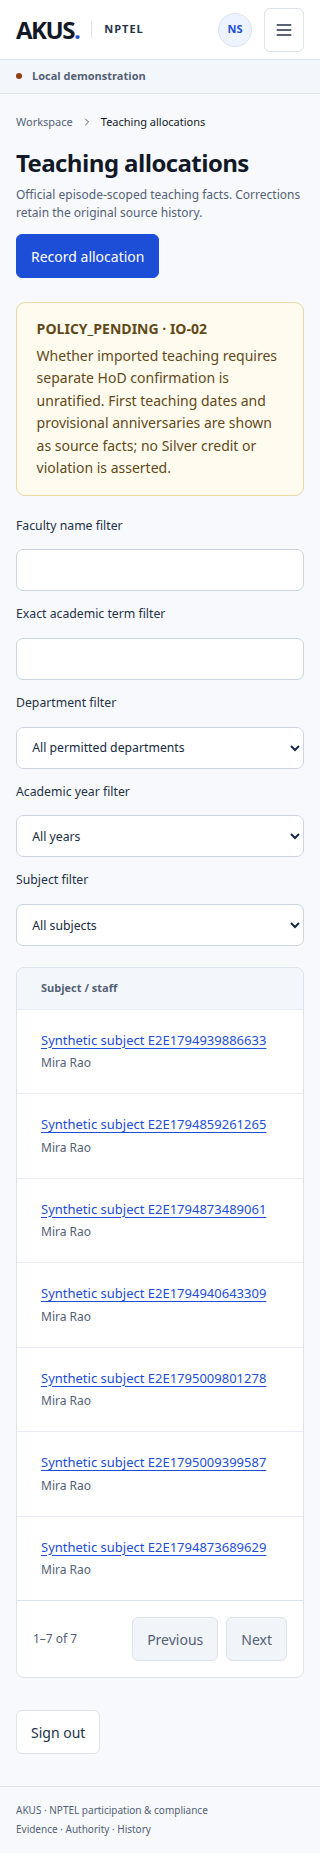 AKUS. NPTEL NS
Local demonstration
Workspace > Teaching allocations
Teaching allocations
Official episode-scoped teaching facts. Corrections
retain the original source history.
Record allocation
POLICY_PENDING · IO-02
Whether imported teaching requires
separate HoD confirmation is
unratified. First teaching dates and
provisional anniversaries are shown
as source facts; no Silver credit or
violation is asserted.
Faculty name filter
Exact academic term filter
Department filter
All permitted departments
Academic year filter
All years
Subject filter
All subjects
Subject / staff
Synthetic subject E2E1794939886633
Mira Rao
Synthetic subject E2E1794859261265
Mira Rao
Synthetic subject E2E1794873489061
Mira Rao
Synthetic subject E2E1794940643309
Mira Rao
Synthetic subject E2E1795009801278
Mira Rao
Synthetic subject E2E1795009399587
Mira Rao
Synthetic subject E2E1794873689629
Mira Rao
1–7 of 7 Previous Next
Sign out
AKUS · NPTEL participation & compliance
Evidence · Authority · History